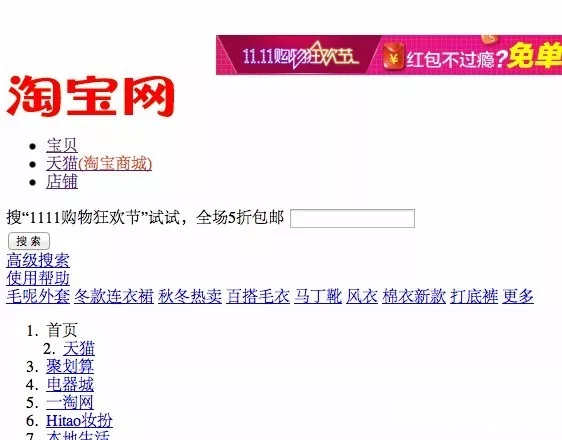 11.11购物狂欢节 ¥ 红包不过瘾?免单
淘宝网
宝贝
天猫(淘宝商城)
店铺
搜“1111购物狂欢节”试试，全场5折包邮
搜 索
高级搜索
使用帮助
毛呢外套 冬款连衣裙 秋冬热卖 百搭毛衣 马丁靴 风衣 棉衣新款 打底裤 更多
1. 首页
2. 天猫
3. 聚划算
4. 电器城
5. 一淘网
6. Hitao妆扮
7. 本地生活